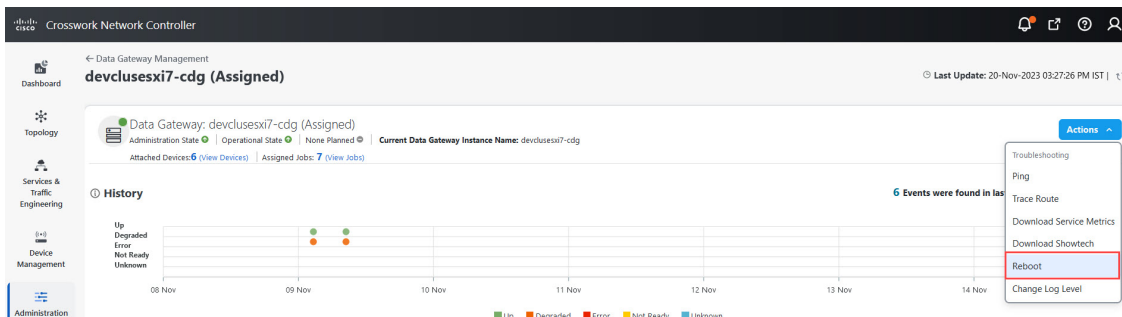 cisco Crosswork Network Controller
Dashboard
Topology
Services &
Traffic
Engineering
Device
Management
Administration
← Data Gateway Management
devclusesxi7-cdg (Assigned)
Last Update: 20-Nov-2023 03:27:26 PM IST |
Data Gateway: devclusesxi7-cdg (Assigned)
Administration State | Operational State | None Planned | Current Data Gateway Instance Name: devclusesxi7-cdg
Attached Devices:6 (View Devices) | Assigned Jobs: 7 (View Jobs)
Actions
Troubleshooting
Ping
Trace Route
Download Service Metrics
Download Showtech
Reboot
Change Log Level
History
6 Events were found in las
Up
Degraded
Error
Not Ready
Unknown
08 Nov 09 Nov 10 Nov 11 Nov 12 Nov 13 Nov 14 Nov
Up Degraded Error Not Ready Unknown